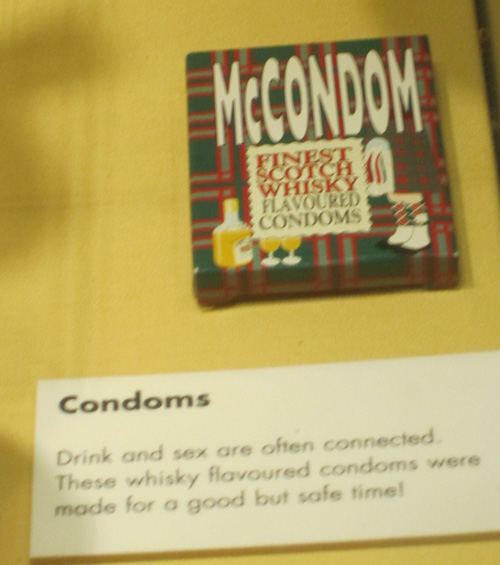 McCONDOM
FINEST
SCOTCH
WHISKY
FLAVOURED
CONDOMS
Condoms
Drink and sex are often connected.
These whisky flavoured condoms were
made for a good but safe time!